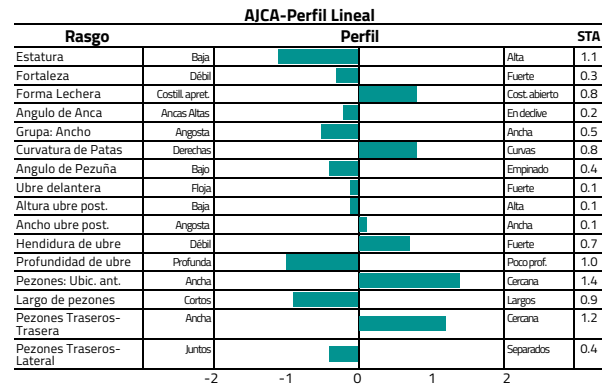 AJCA-Perfil Lineal
Rasgo Perfil STA
Estatura Baja Alta 1.1
Fortaleza Débil Fuerte 0.3
Forma Lechera Costill. apret. Cost. abierto 0.8
Angulo de Anca Ancas Altas En declive 0.2
Grupa: Ancho Angosta Ancha 0.5
Curvatura de Patas Derechas Curvas 0.8
Angulo de Pezuña Bajo Empinado 0.4
Ubre delantera Floja Fuerte 0.1
Altura ubre post. Baja Alta 0.1
Ancho ubre post. Angosta Ancha 0.1
Hendidura de ubre Débil Fuerte 0.7
Profundidad de ubre Profunda Poco prof. 1.0
Pezones: Ubic. ant. Ancha Cercana 1.4
Largo de pezones Cortos Largos 0.9
Pezones Traseros- Ancha Cercana 1.2
Trasera
Pezones Traseros- Juntos Separados 0.4
Lateral
-2 -1 0 1 2